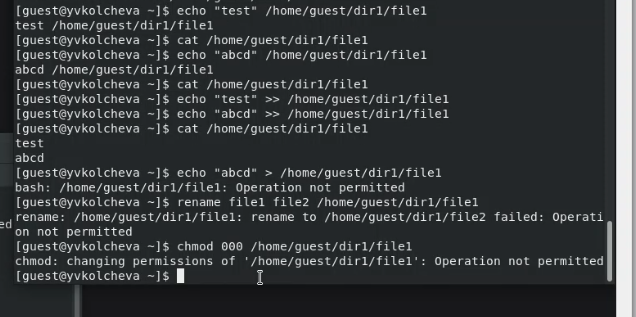 [guest@yvkolcheva ~]$ echo "test" /home/guest/dir1/file1
test /home/guest/dir1/file1
[guest@yvkolcheva ~]$ cat /home/guest/dir1/file1
[guest@yvkolcheva ~]$ echo "abcd" /home/guest/dir1/file1
abcd /home/guest/dir1/file1
[guest@yvkolcheva ~]$ cat /home/guest/dir1/file1
[guest@yvkolcheva ~]$ echo "test" >> /home/guest/dir1/file1
[guest@yvkolcheva ~]$ echo "abcd" >> /home/guest/dir1/file1
[guest@yvkolcheva ~]$ cat /home/guest/dir1/file1
test
abcd
[guest@yvkolcheva ~]$ echo "abcd" > /home/guest/dir1/file1
bash: /home/guest/dir1/file1: Operation not permitted
[guest@yvkolcheva ~]$ rename file1 file2 /home/guest/dir1/file1
rename: /home/guest/dir1/file1: rename to /home/guest/dir1/file2 failed: Operati
on not permitted
[guest@yvkolcheva ~]$ chmod 000 /home/guest/dir1/file1
chmod: changing permissions of '/home/guest/dir1/file1': Operation not permitted
[guest@yvkolcheva ~]$